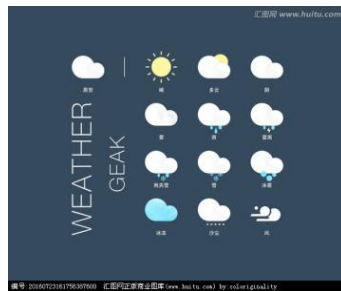 汇图网 www.huitu.com
晴
多云
阴
雾
雨
雷雨
雨夹雪
雪
冰雹
沙尘
风
WEATHER
GEAK
编号 20160723181756367600 汇图网正版商业图库(www.huitu.com) by:coloriginality